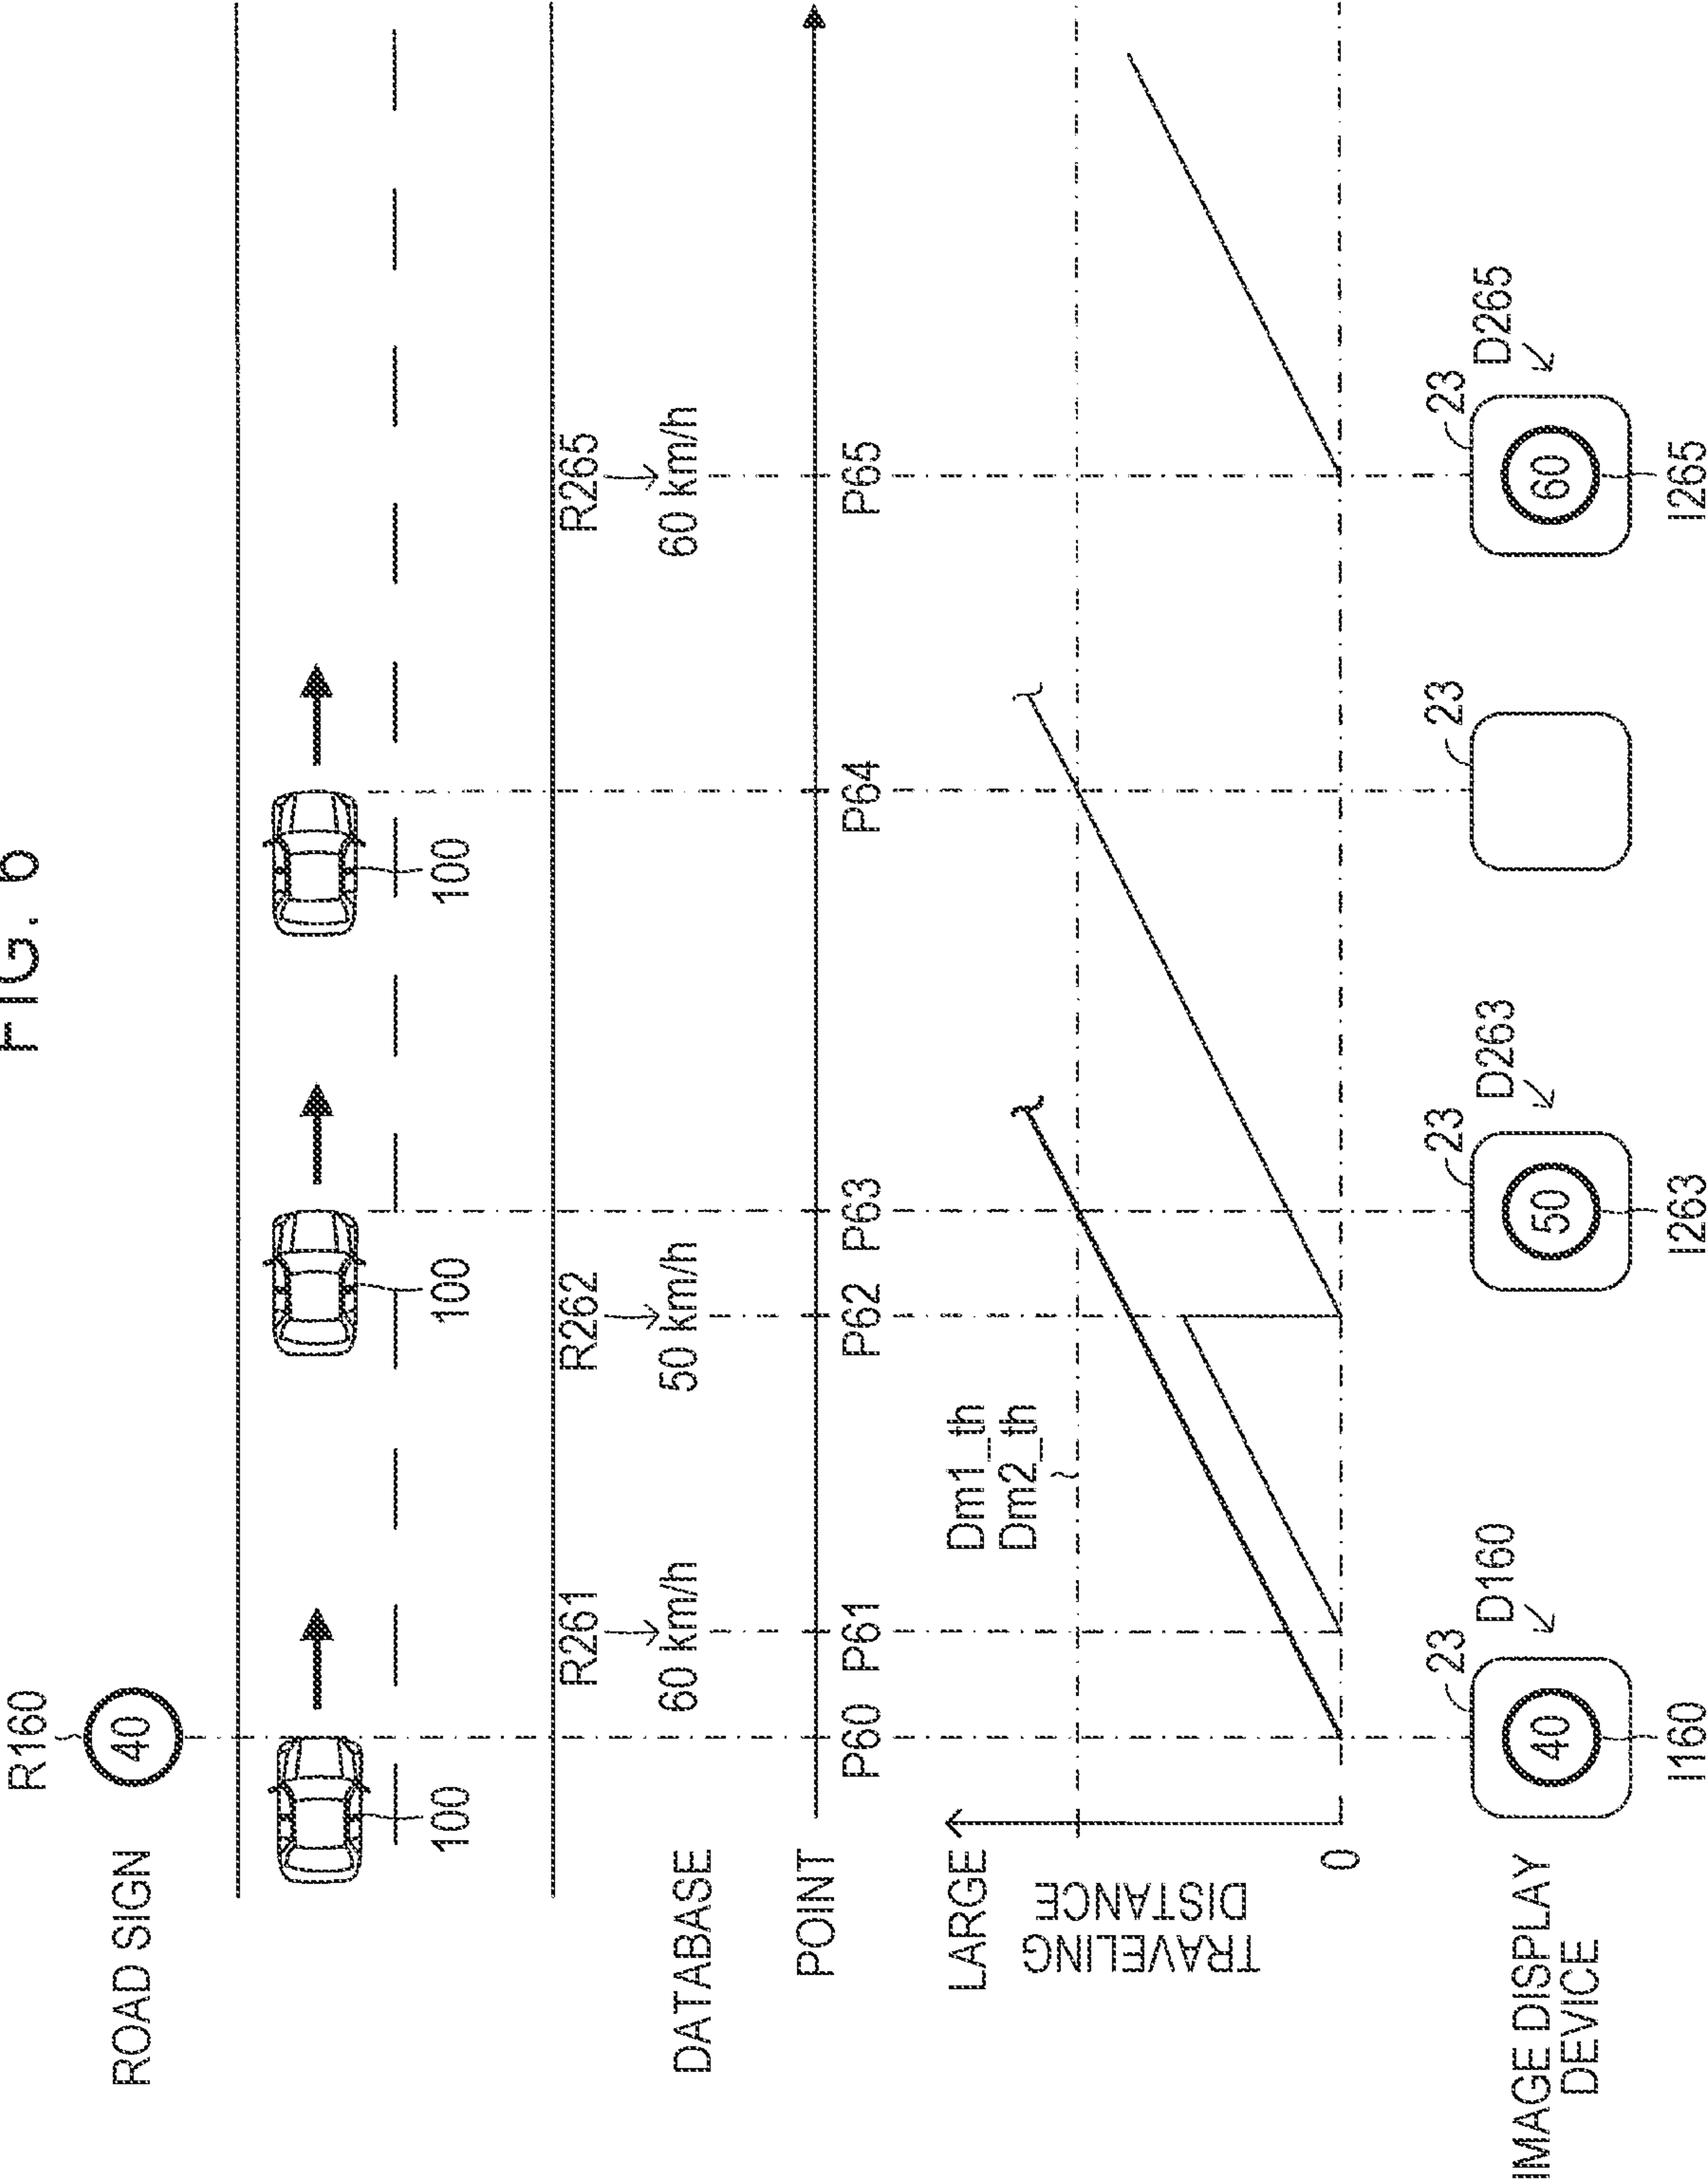 FIG. 6
ROAD SIGN
R160
40
100
100
100
DATABASE
R261
60 km/h
R262
50 km/h
R265
60 km/h
POINT
P60
P61
P62
P63
P64
P65
LARGE
TRAVELING
DISTANCE
0
Dm1_th
Dm2_th
IMAGE DISPLAY
DEVICE
23
D160
40
I160
23
D263
50
I263
23
23
D265
60
I265